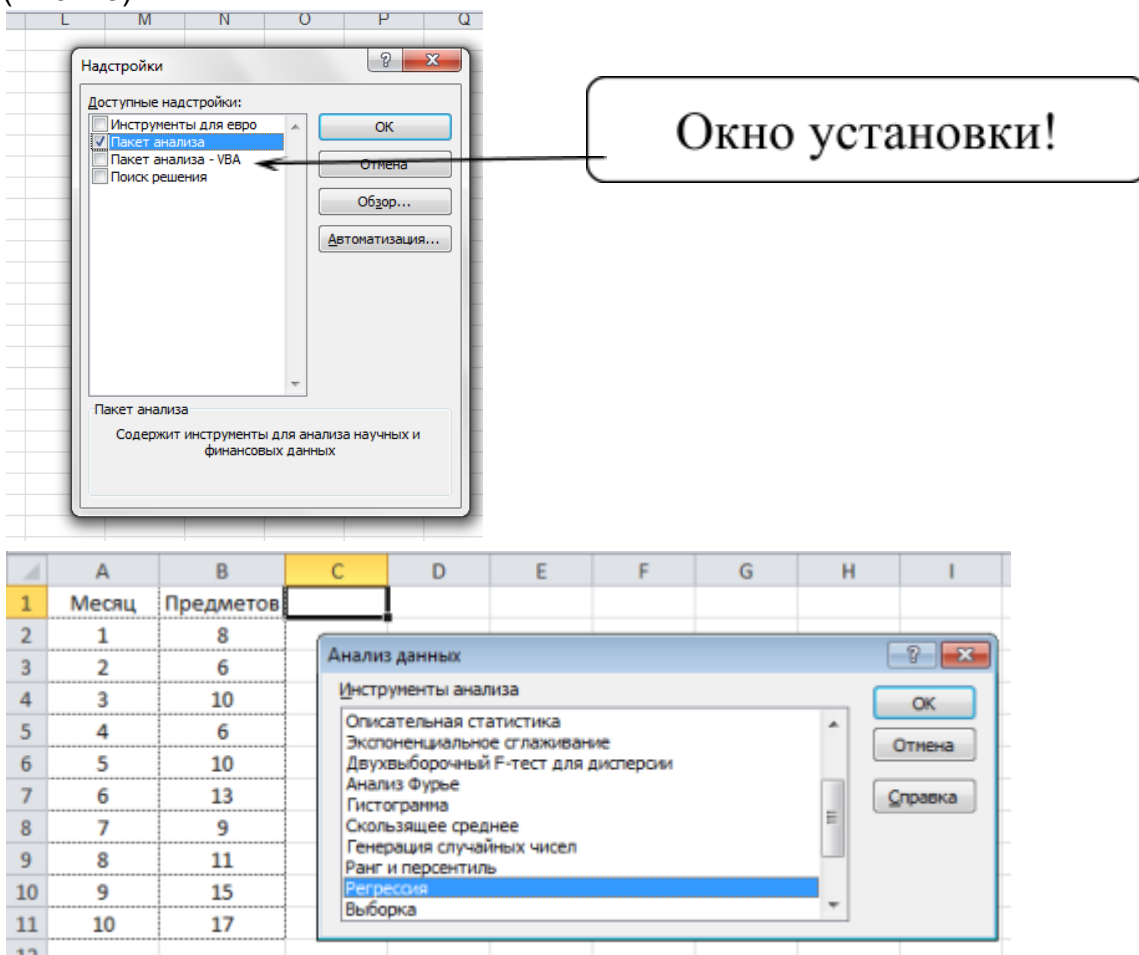 L M N O P Q
Надстройки
Доступные надстройки:
Инструменты для евро
Пакет анализа
Пакет анализа - VBA
Поиск решения
ОК
Отмена
Обзор...
Автоматизация...
Пакет анализа
Содержит инструменты для анализа научных и
финансовых данных
Окно установки!
A B C D E F G H I
1 Месяц Предметов
2 1 8
3 2 6
4 3 10
5 4 6
6 5 10
7 6 13
8 7 9
9 8 11
10 9 15
11 10 17
Анализ данных
Инструменты анализа
Описательная статистика
Экспоненциальное сглаживание
Двухвыборочный F-тест для дисперсии
Анализ Фурье
Гистограмма
Скользящее среднее
Генерация случайных чисел
Ранг и персентиль
Регрессия
Выборка
ОК
Отмена
Справка